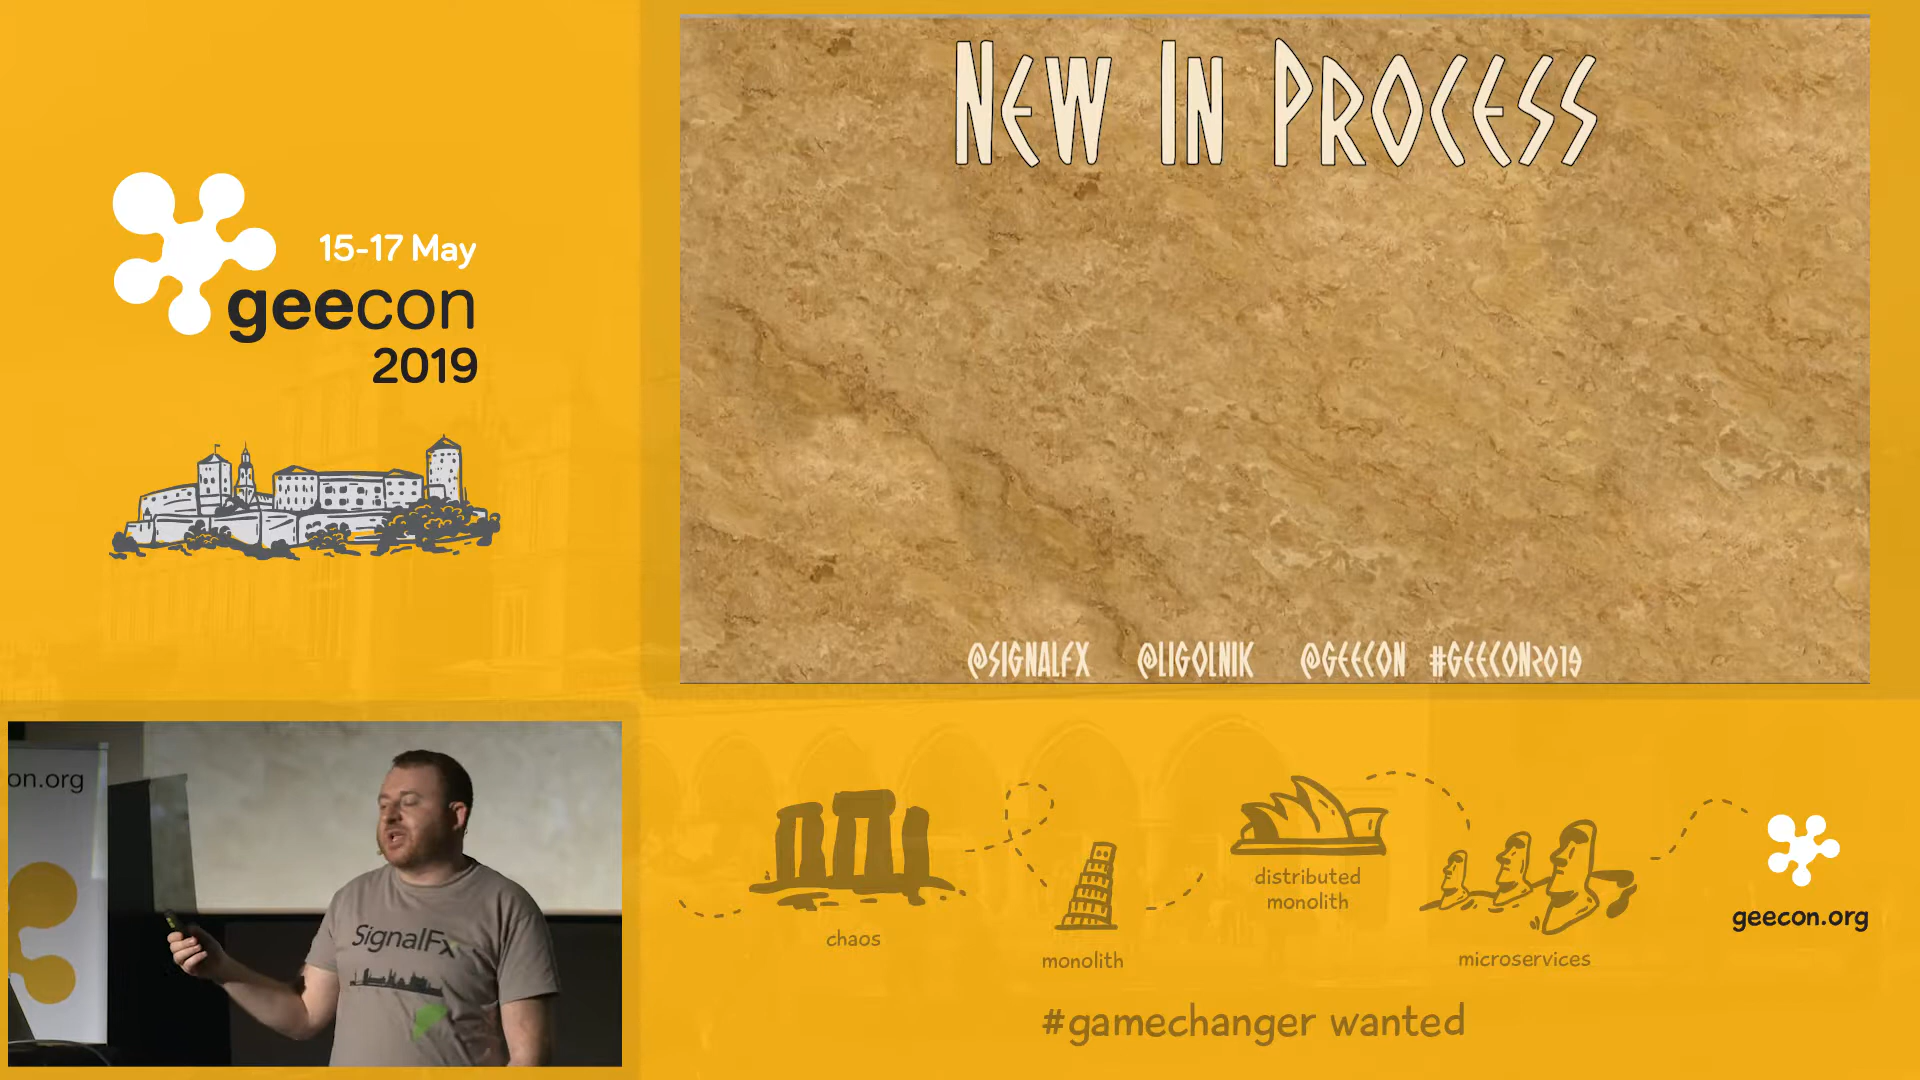 15-17 May
geecon
2019
New In Process
@SIGNALFX @LIGOLNIK @GEECON #GEECON2019
on.org
SignalFx
chaos
monolith
distributed
monolith
microservices
geecon.org
#gamechanger wanted